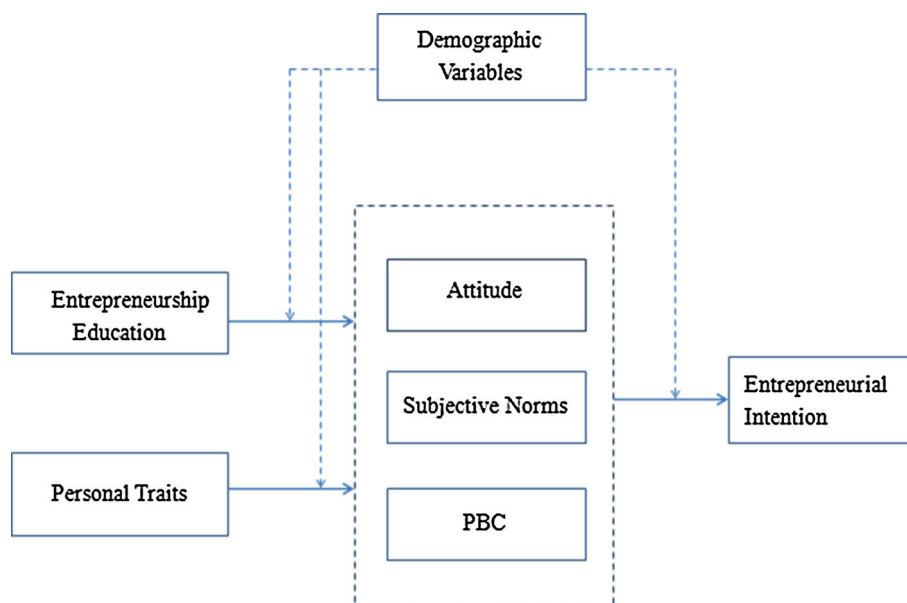 Demographic
Variables
Entrepreneurship
Education
Attitude
Subjective Norms
Entrepreneurial
Intention
Personal Traits
PBC